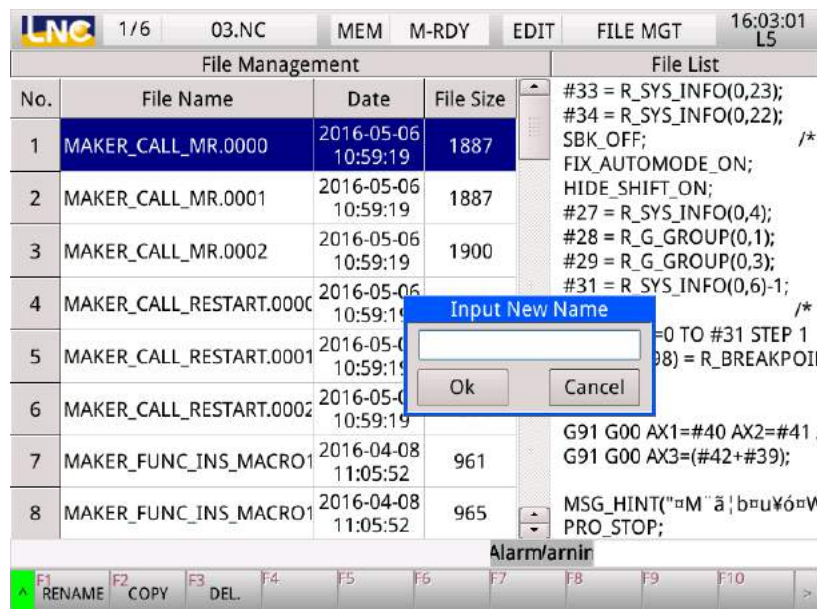 LNC 1/6 03.NC MEM M-RDY EDIT FILE MGT 16:03:01
L5
File Management File List
No. File Name Date File Size
1 MAKER_CALL_MR.0000 2016-05-06 10:59:19 1887
2 MAKER_CALL_MR.0001 2016-05-06 10:59:19 1887
3 MAKER_CALL_MR.0002 2016-05-06 10:59:19 1900
4 MAKER_CALL_RESTART.000 2016-05-06 10:59:1
5 MAKER_CALL_RESTART.0001 2016-05- 10:59:1
6 MAKER_CALL_RESTART.0002 2016-05- 10:59:19
7 MAKER_FUNC_INS_MACRO1 2016-04-08 11:05:52 961
8 MAKER_FUNC_INS_MACRO1 2016-04-08 11:05:52 965
#33 = R_SYS_INFO(0,23);
#34 = R_SYS_INFO(0,22);
SBK_OFF; /*
FIX_AUTOMODE_ON;
HIDE_SHIFT_ON;
#27 = R_SYS_INFO(0,4);
#28 = R_G_GROUP(0,1);
#29 = R_G_GROUP(0,3);
#31 = R_SYS_INFO(0,6)-1;
/*
=0 TO #31 STEP 1
98) = R_BREAKPOI
G91 G00 AX1=#40 AX2=#41
G91 G00 AX3=(#42+#39);
MSG_HINT("¤M¨ã¦b¤u¥ó¤W
PRO_STOP;
Input New Name
Ok Cancel
Alarm/arnin
^ F1 RENAME F2 COPY F3 DEL. F4 F5 F6 F7 F8 F9 F10 >